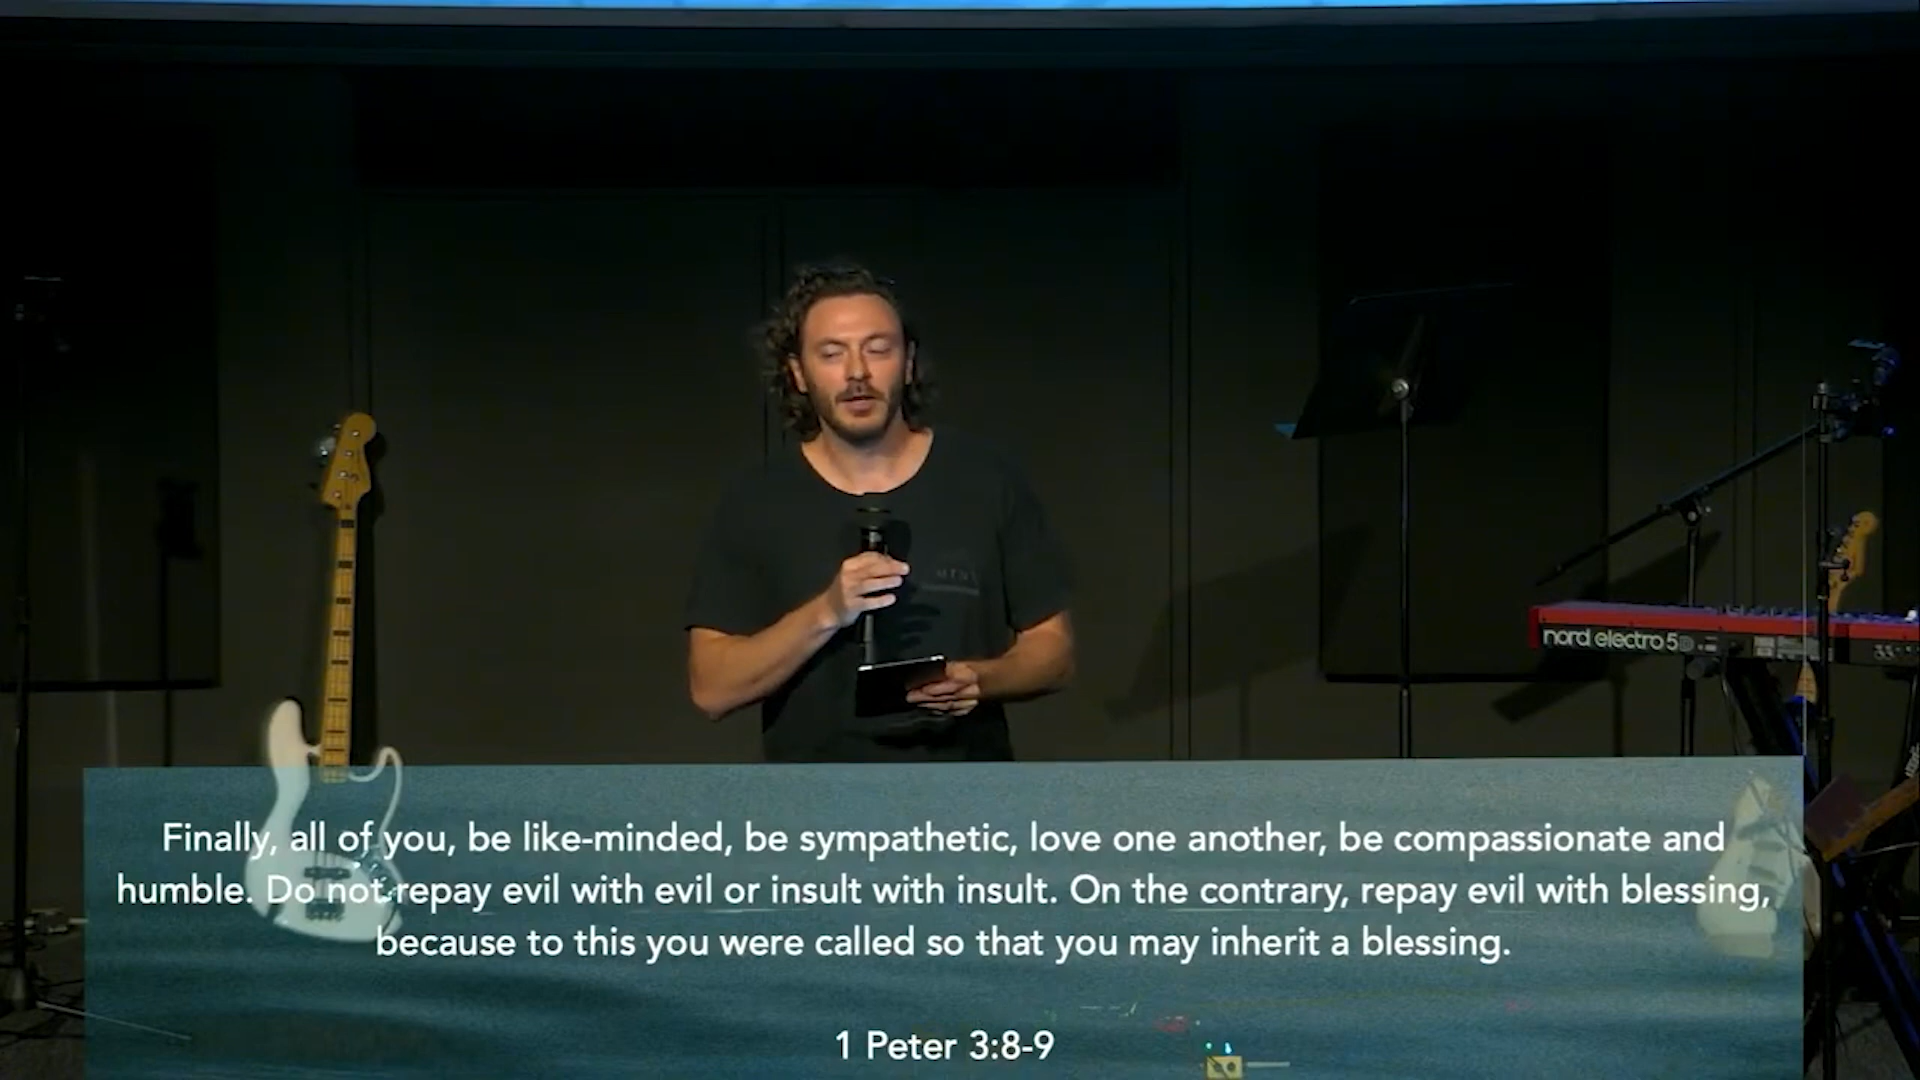 nord electro 5D
Finally, all of you, be like-minded, be sympathetic, love one another, be compassionate and
humble. Do not repay evil with evil or insult with insult. On the contrary, repay evil with blessing,
because to this you were called so that you may inherit a blessing.
1 Peter 3:8-9